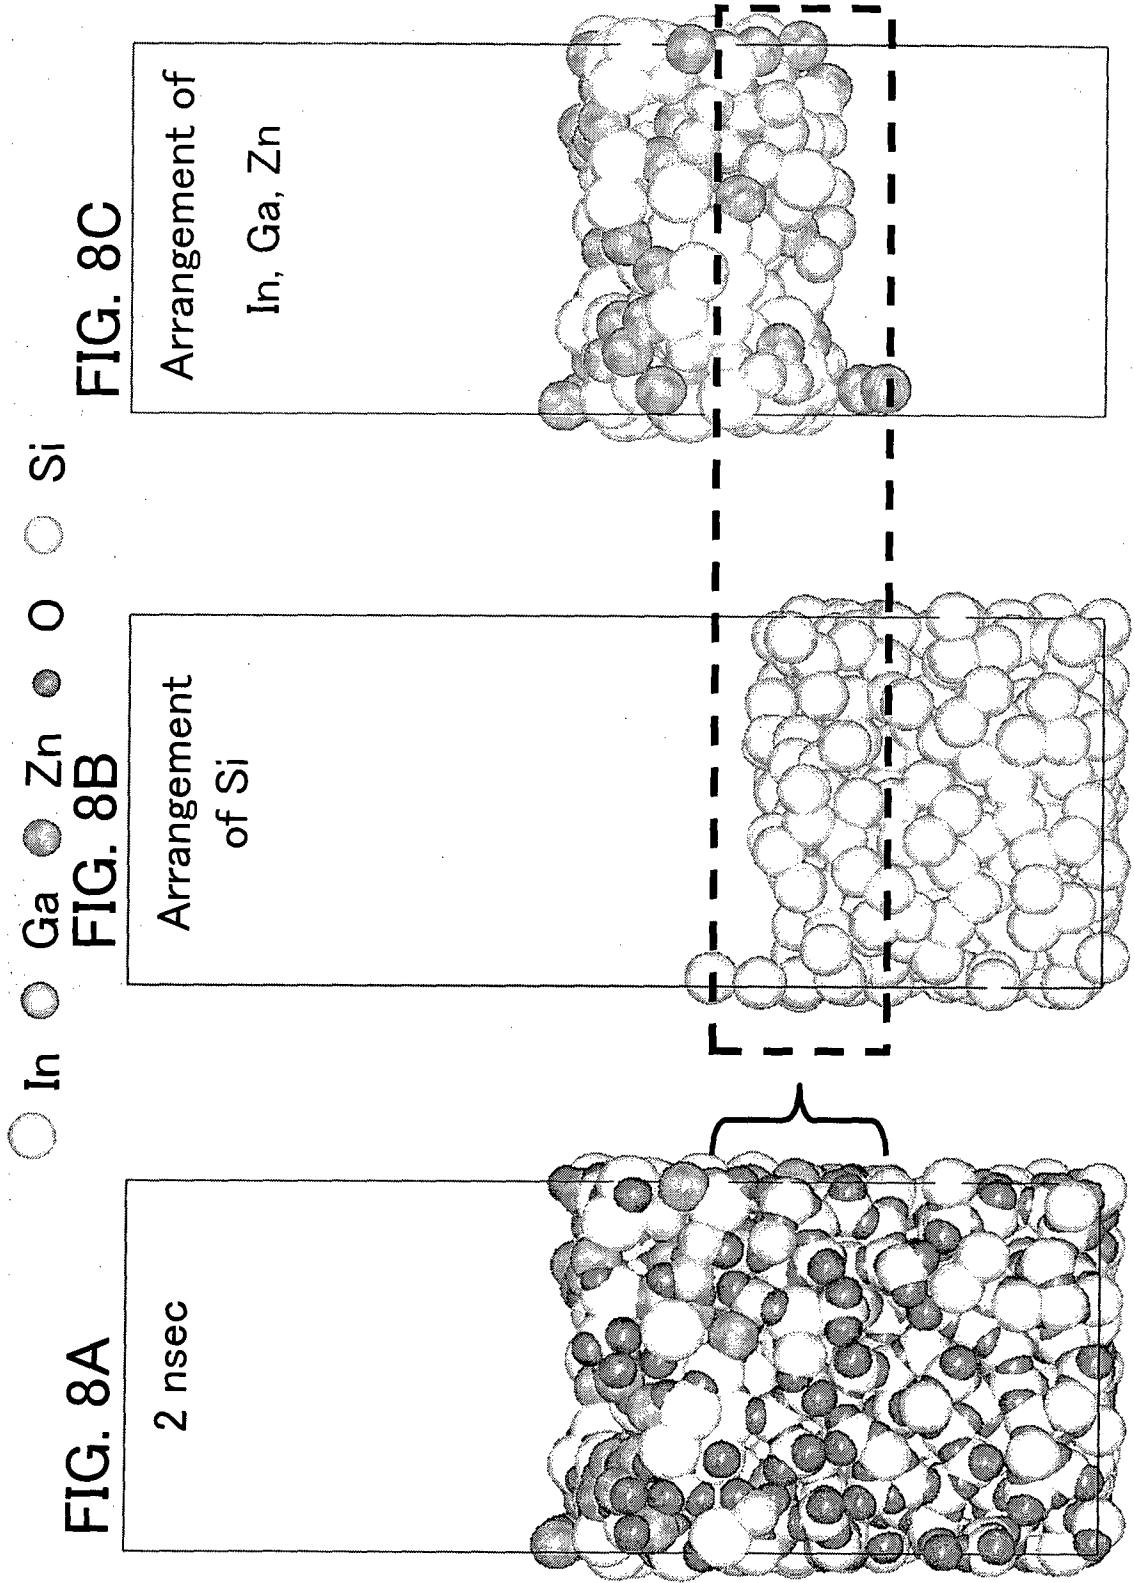 In Ga Zn O Si
FIG. 8A
2 nsec
FIG. 8B
Arrangement
of Si
FIG. 8C
Arrangement of
In, Ga, Zn